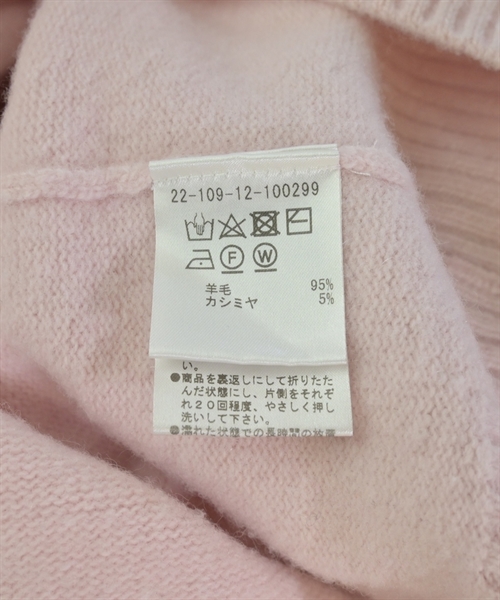 22-109-12-100299
F W
羊毛 95%
カシミヤ 5%
い。
●商品を裏返しにして折りたた
んだ状態にし、片側をそれぞ
れ20回程度、やさしく押し
洗いして下さい。
●濡れた状態での長時間の放置